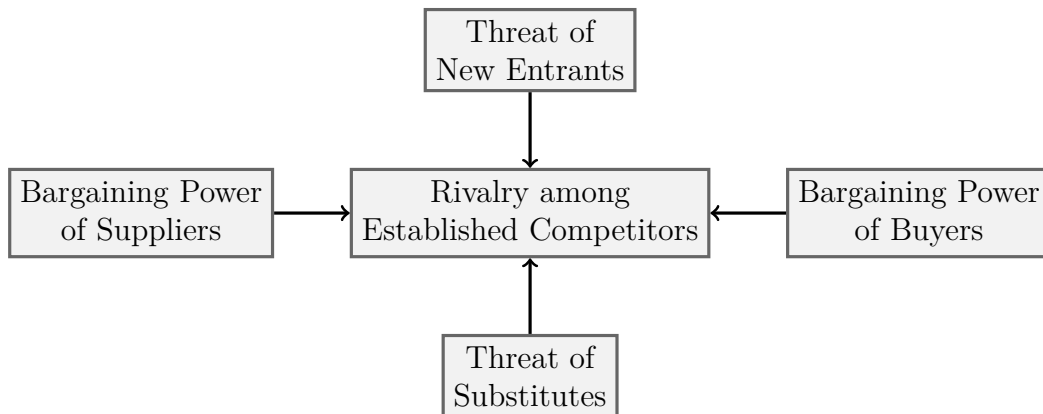 Threat of
New Entrants
Bargaining Power
of Suppliers
Rivalry among
Established Competitors
Bargaining Power
of Buyers
Threat of
Substitutes